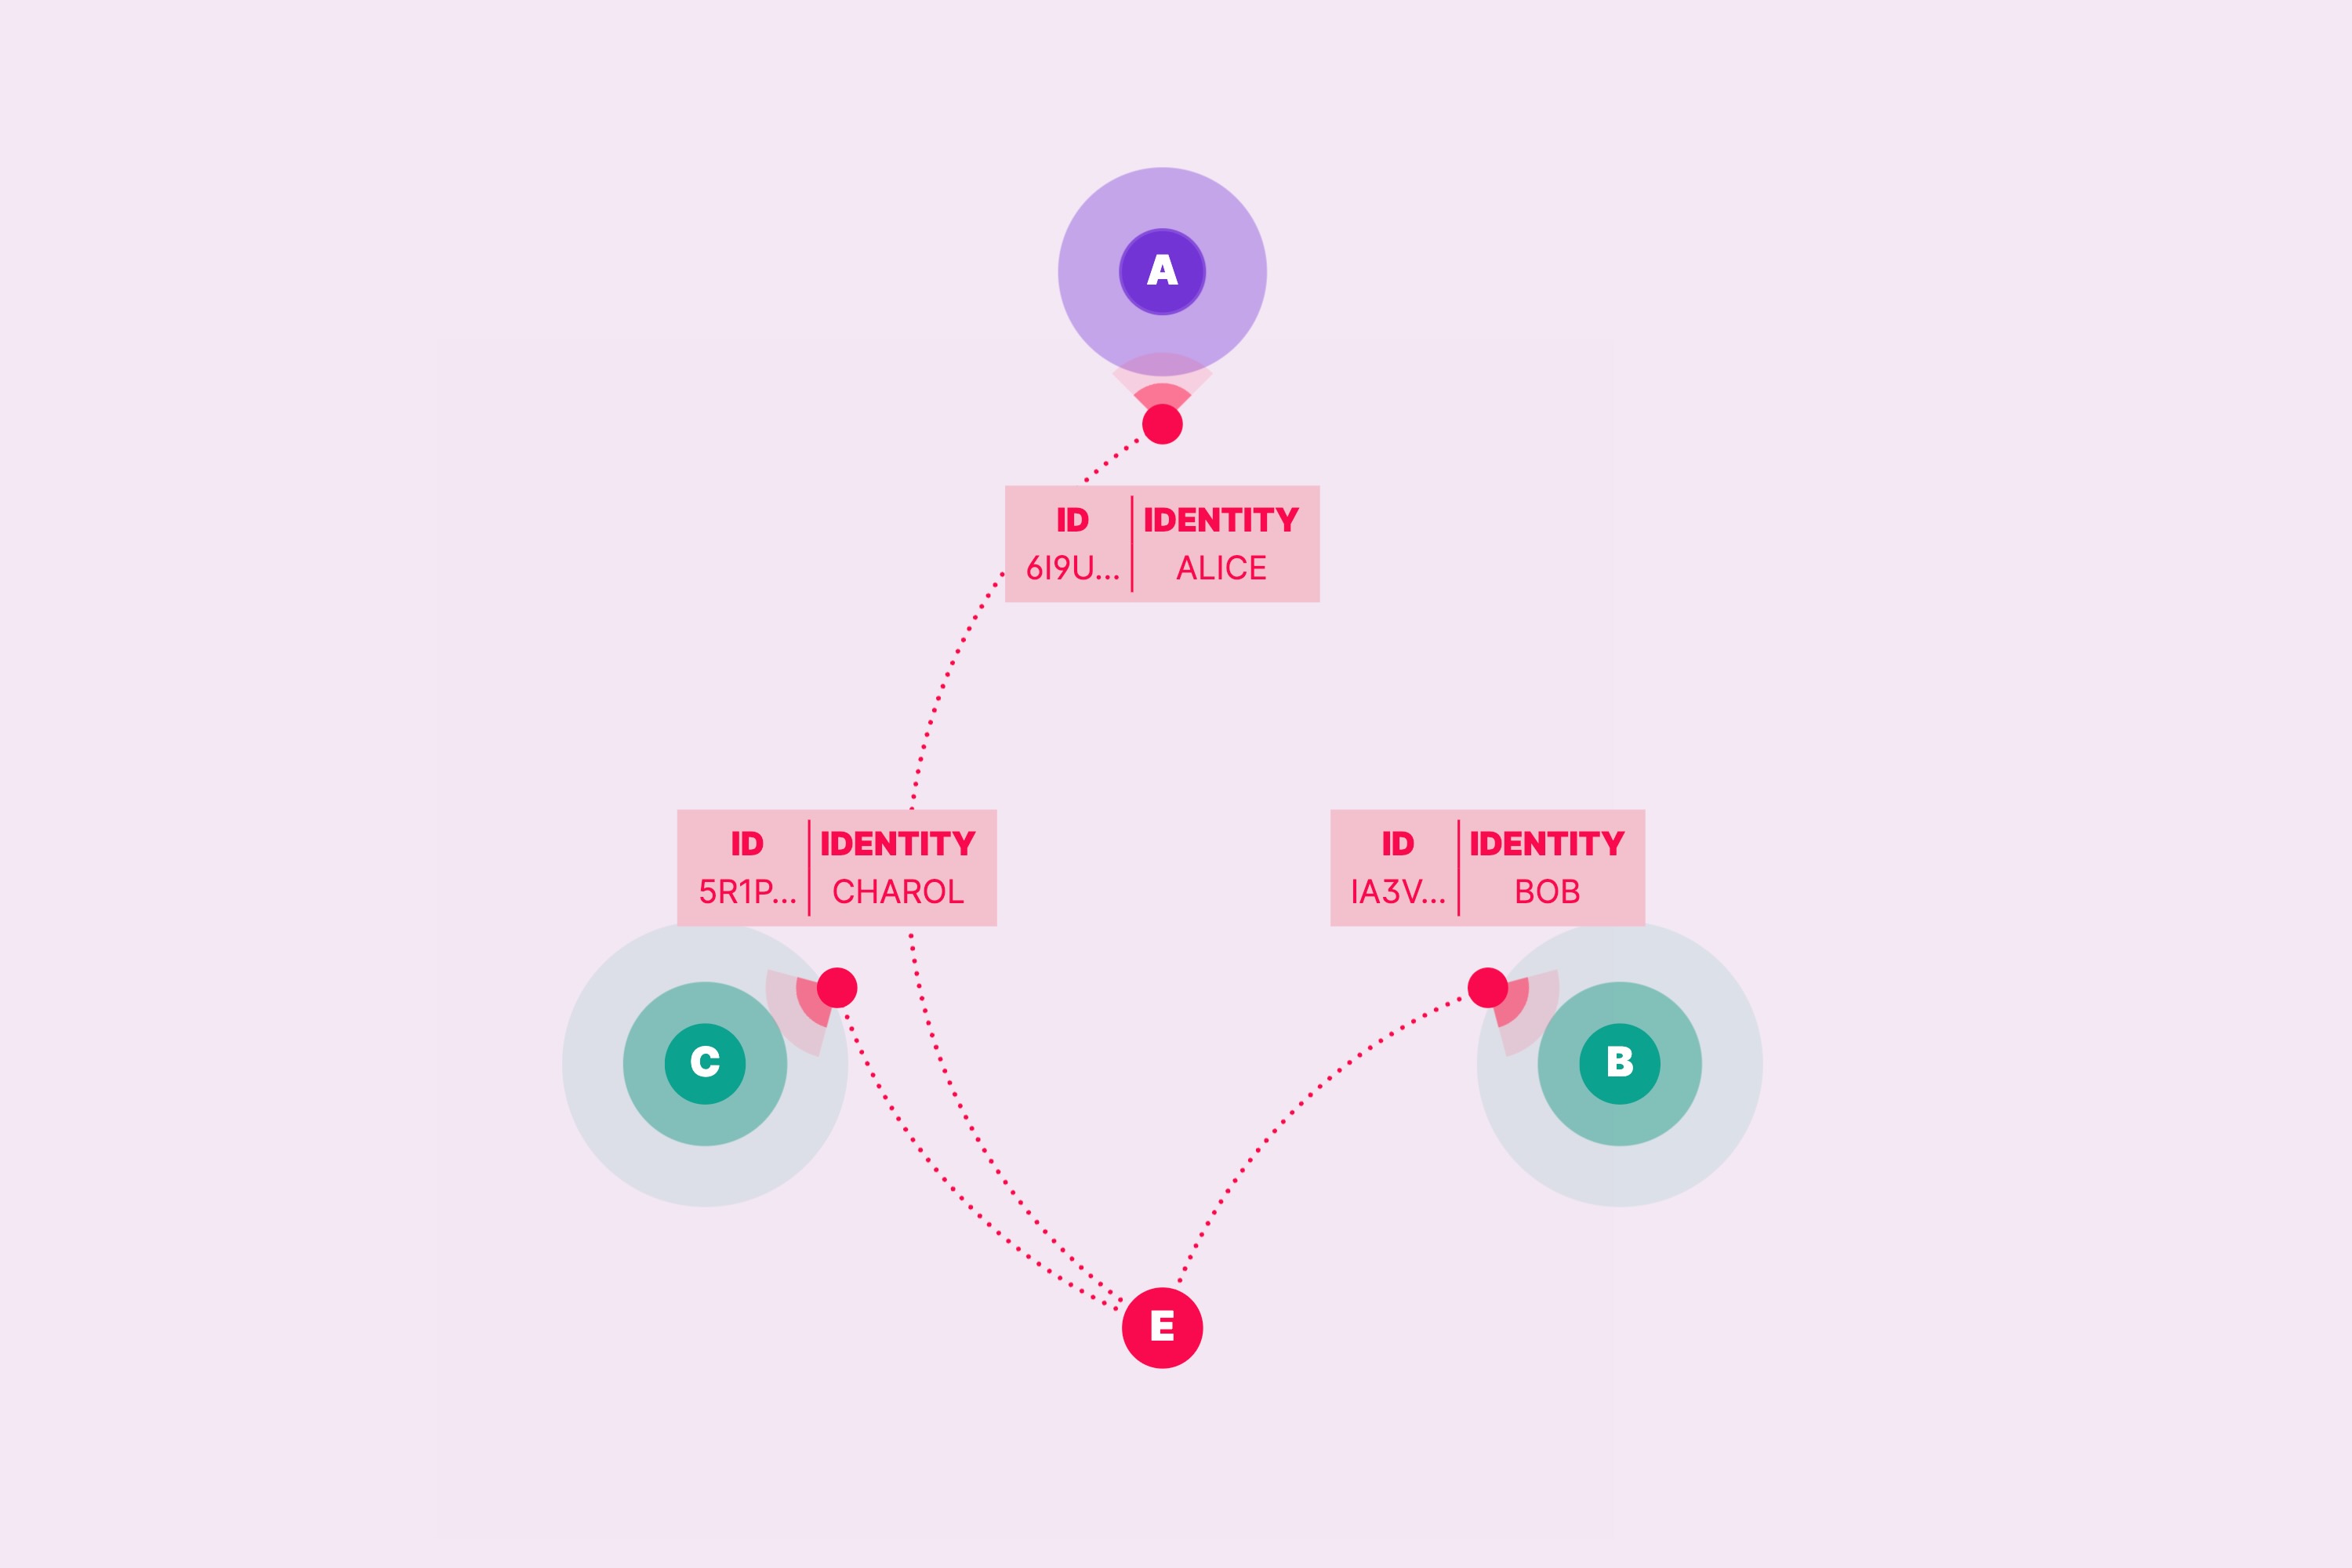 A
ID IDENTITY
6I9U... ALICE
ID IDENTITY
5R1P... CHAROL
ID IDENTITY
IA3V... BOB
C
B
E